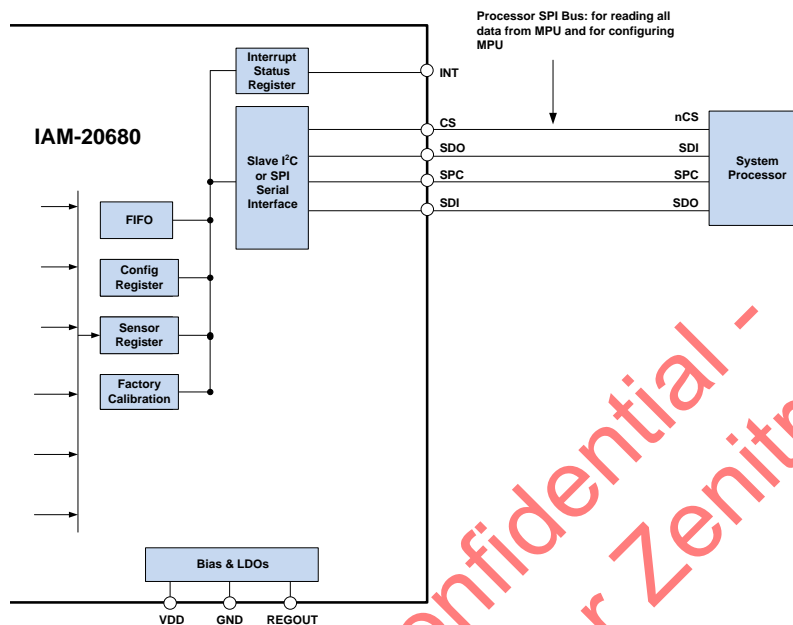 Processor SPI Bus: for reading all
data from MPU and for configuring
MPU
Interrupt
Status
Register
INT
IAM-20680
CS
nCS
SDO
SDI
Slave I²C
or SPI
Serial
Interface
System
Processor
SPC
SPC
SDI
SDO
FIFO
Config
Register
Sensor
Register
Factory
Calibration
Bias & LDOs
VDD
GND
REGOUT
onfidential -
r Zenitr